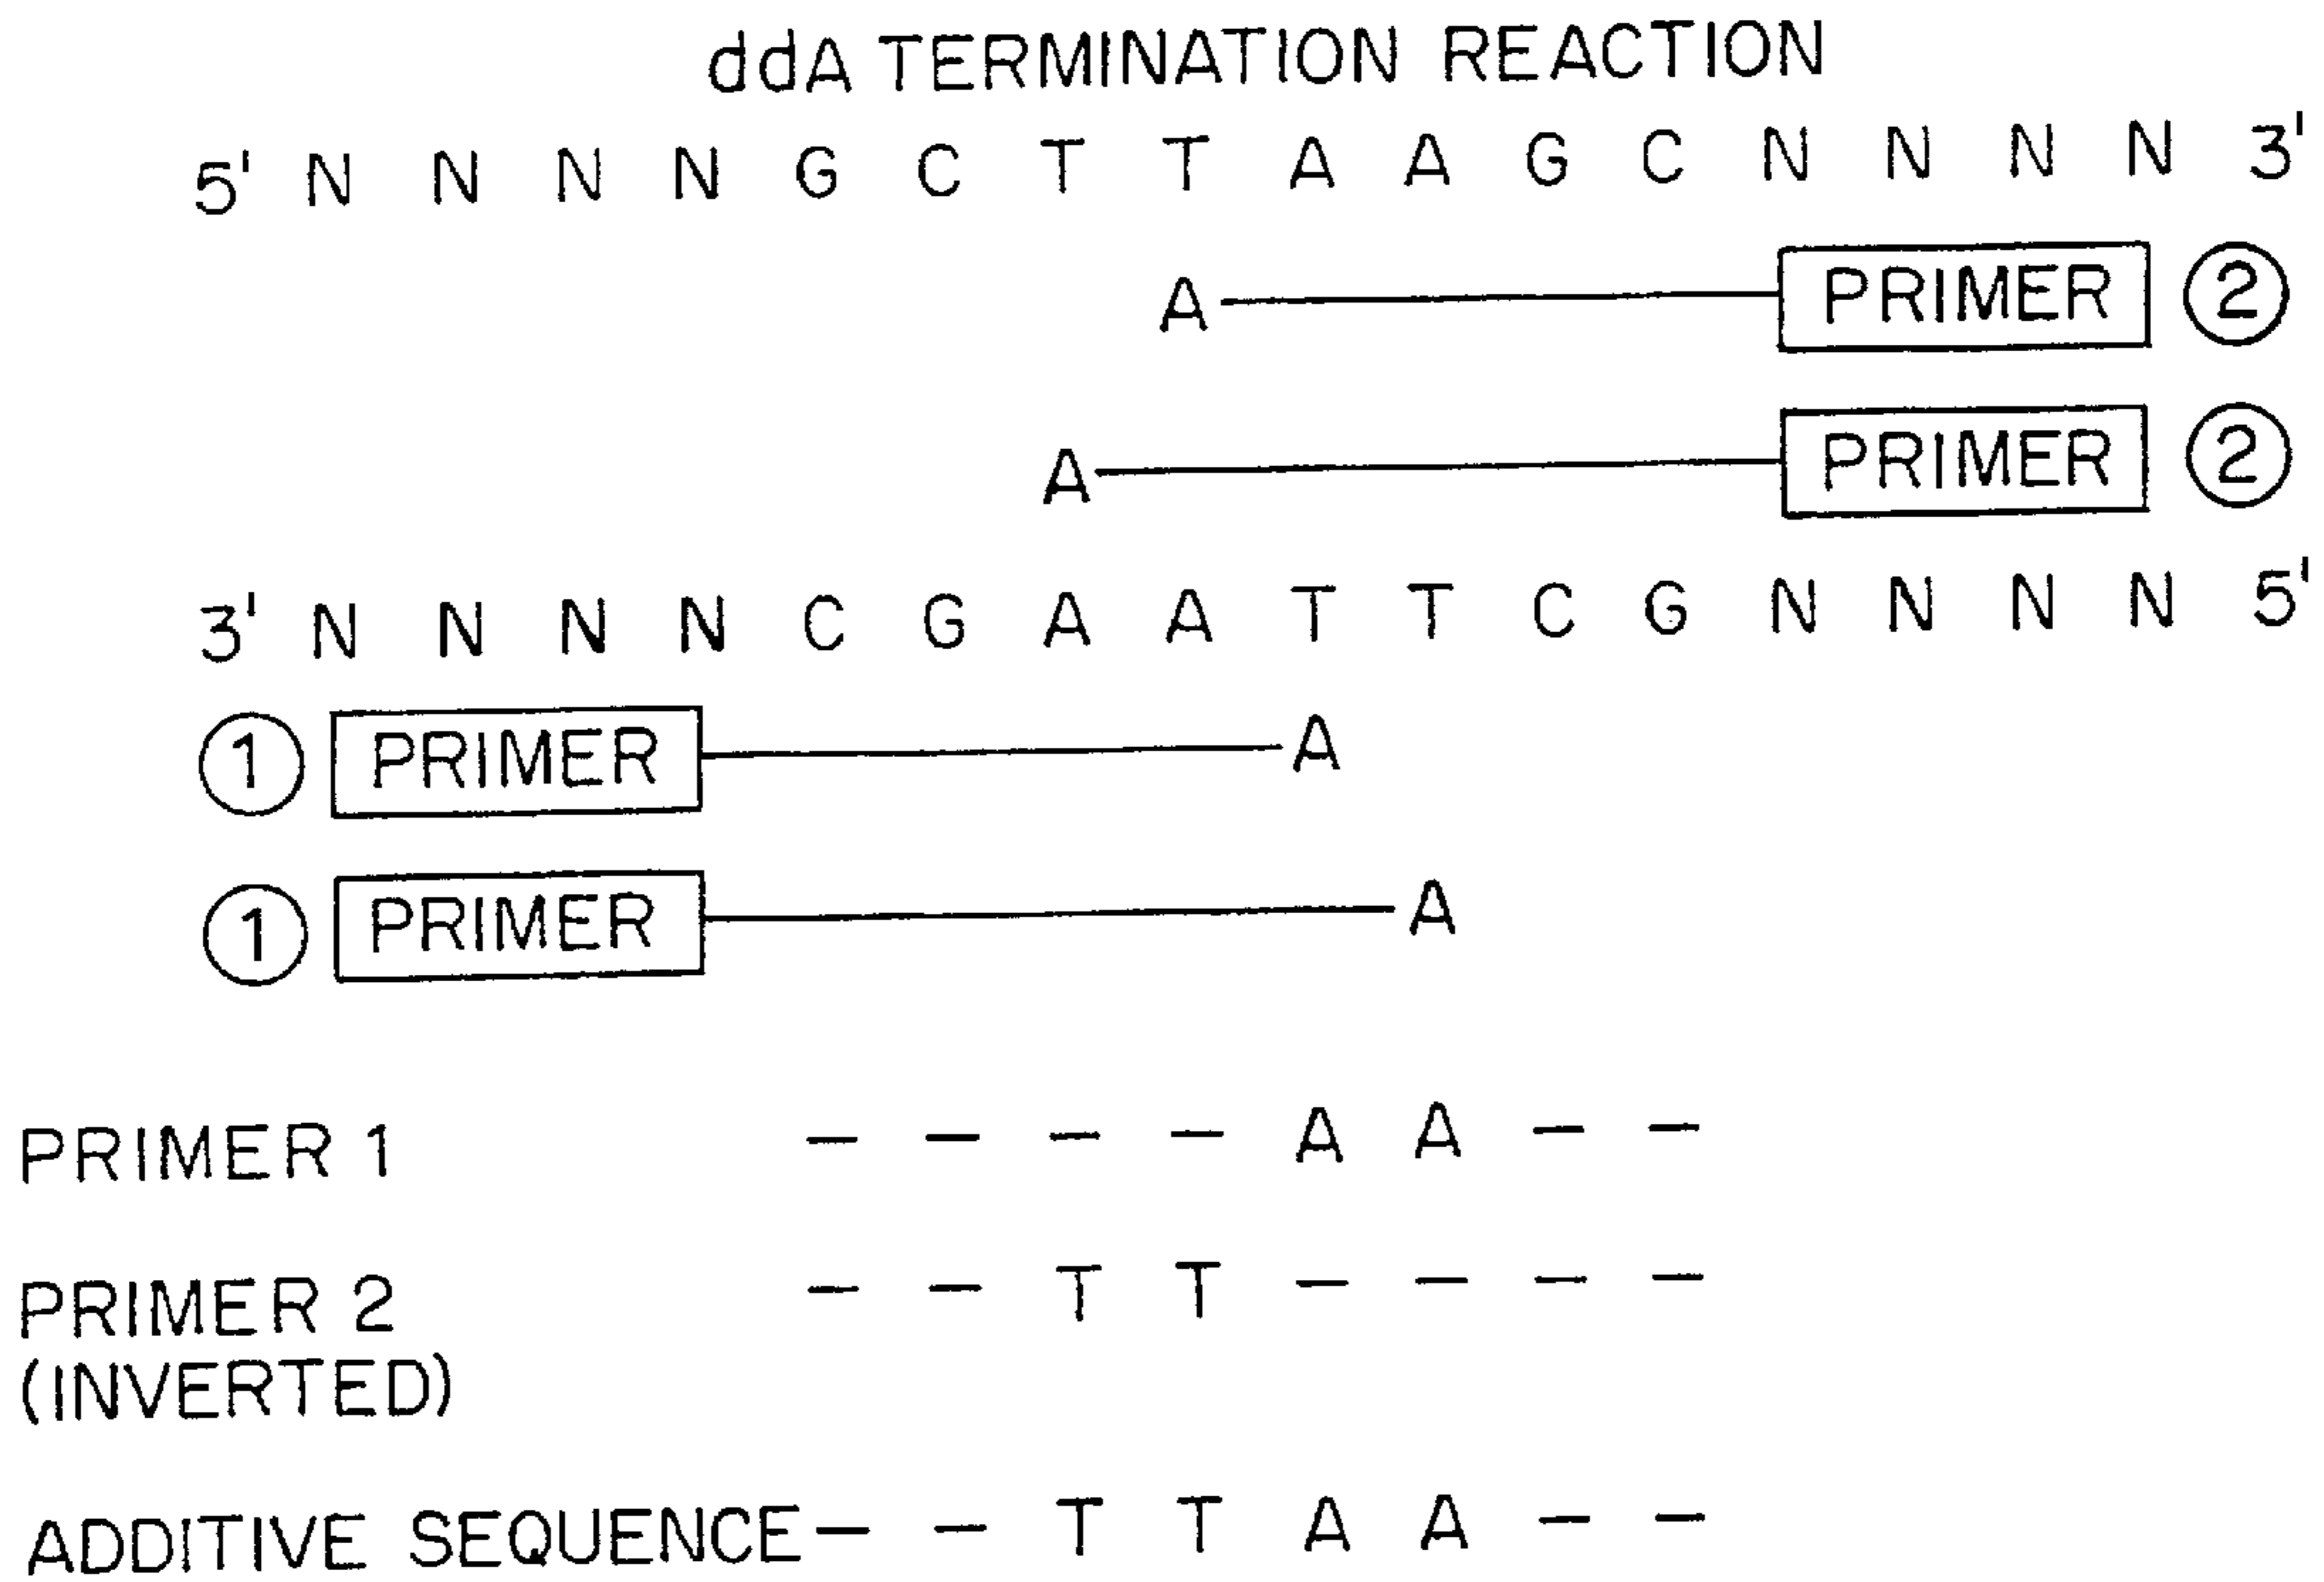 ddA TERMINATION REACTION
5' N N N N G C T T A A G C N N N N 3'
A PRIMER 2
A PRIMER 2
3' N N N N C G A A T T C G N N N N 5'
1 PRIMER A
1 PRIMER A
PRIMER 1 – – – – A A – –
PRIMER 2 – – T T – – – –
(INVERTED)
ADDITIVE SEQUENCE – – T T A A – –